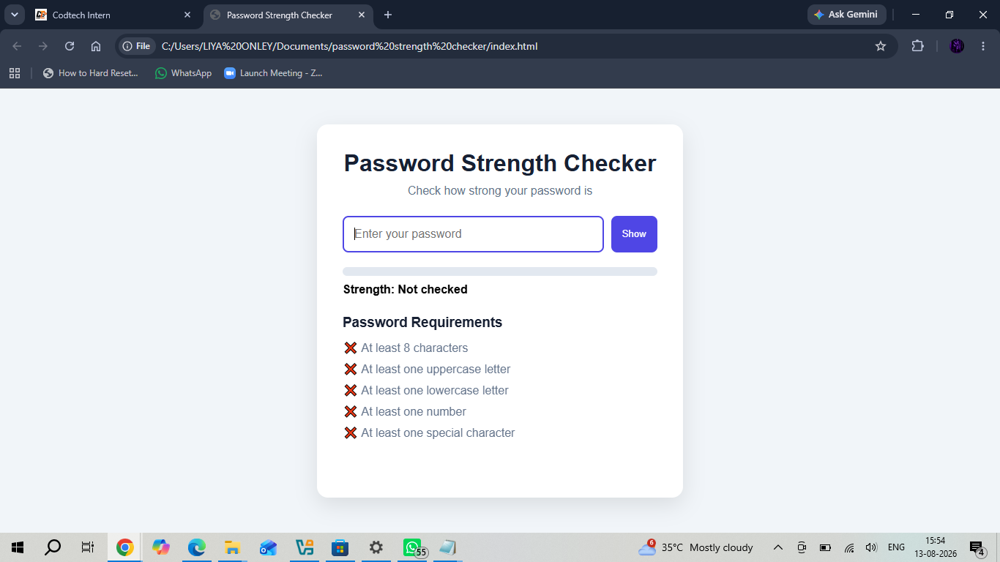 Codtech Intern
Password Strength Checker
Ask Gemini
File
C:/Users/LIYA%20ONLEY/Documents/password%20strength%20checker/index.html
How to Hard Reset...
WhatsApp
Launch Meeting - Z...
Password Strength Checker
Check how strong your password is
Enter your password
Show
Strength: Not checked
Password Requirements
❌ At least 8 characters
❌ At least one uppercase letter
❌ At least one lowercase letter
❌ At least one number
❌ At least one special character
55
6
35°C Mostly cloudy
ENG
15:54
13-08-2026
4